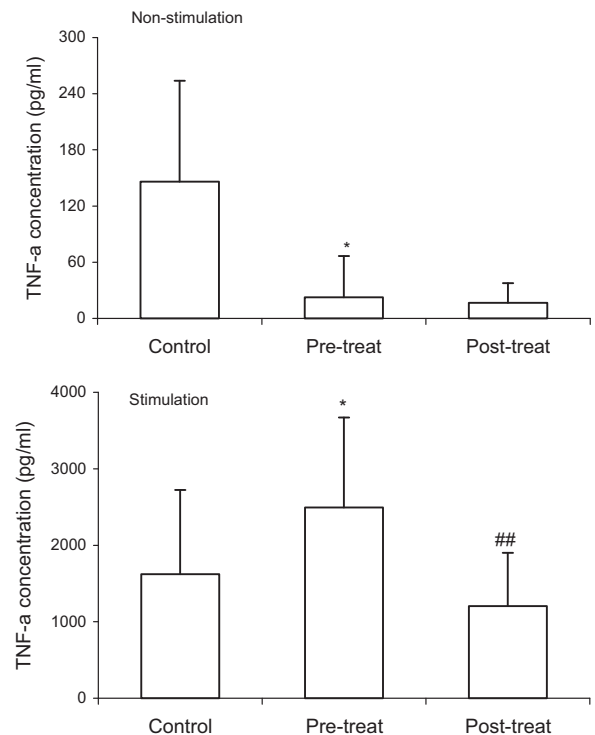 Non-stimulation
TNF-a concentration (pg/ml)
300
240
180
120
60
0
*
Control Pre-treat Post-treat
Stimulation
TNF-a concentration (pg/ml)
4000
3000
2000
1000
0
*
##
Control Pre-treat Post-treat